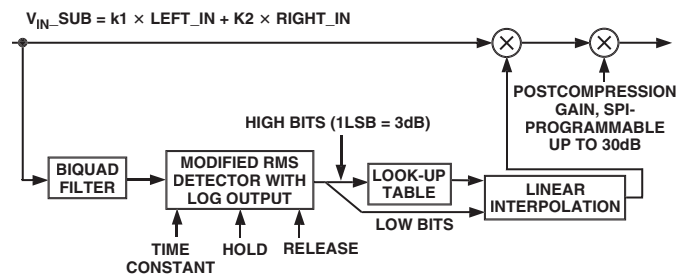 VIN_SUB = k1 × LEFT_IN + K2 × RIGHT_IN
×
×
POSTCOMPRESSION
GAIN, SPI-
PROGRAMMABLE
UP TO 30dB
HIGH BITS (1LSB = 3dB)
BIQUAD
FILTER
MODIFIED RMS
DETECTOR WITH
LOG OUTPUT
LOOK-UP
TABLE
LINEAR
INTERPOLATION
LOW BITS
TIME
CONSTANT
HOLD
RELEASE